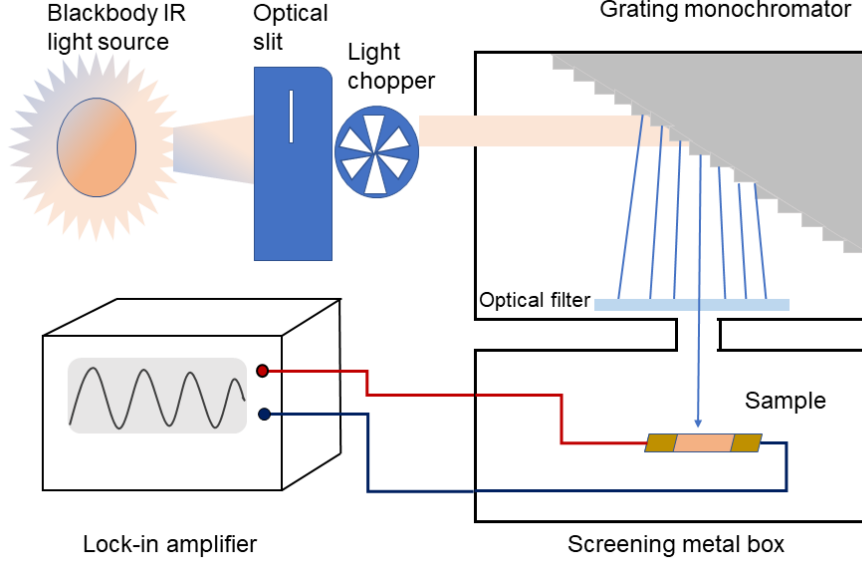 Blackbody IR
light source
Optical
slit
Light
chopper
Grating monochromator
Optical filter
Sample
Lock-in amplifier
Screening metal box